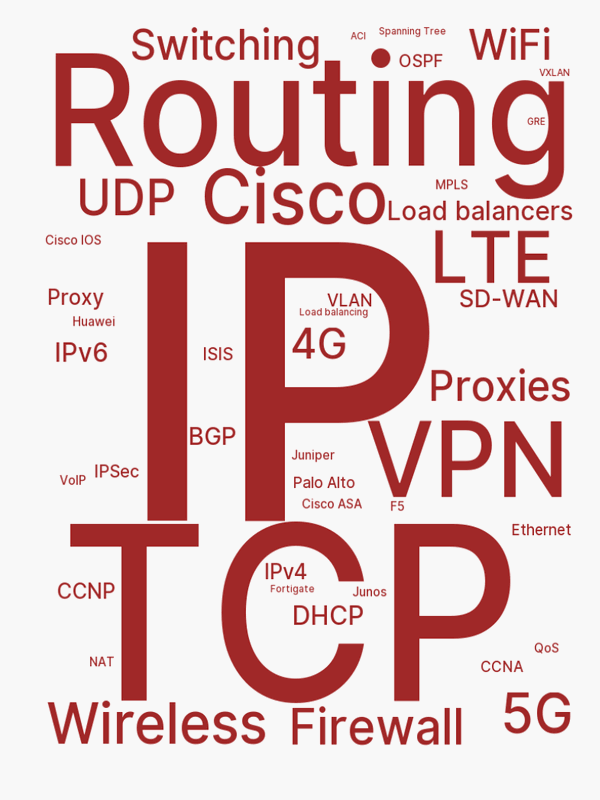 Switching
ACI
Spanning Tree
WiFi
OSPF
VXLAN
Routing
GRE
UDP
Cisco
MPLS
Load balancers
Cisco IOS
LTE
Proxy
VLAN
SD-WAN
Load balancing
Huawei
IP
4G
IPv6
ISIS
Proxies
BGP
VPN
Juniper
VoIP
IPSec
Palo Alto
Cisco ASA
F5
Ethernet
TCP
IPv4
Fortigate
CCNP
Junos
DHCP
QoS
NAT
CCNA
Wireless
Firewall
5G